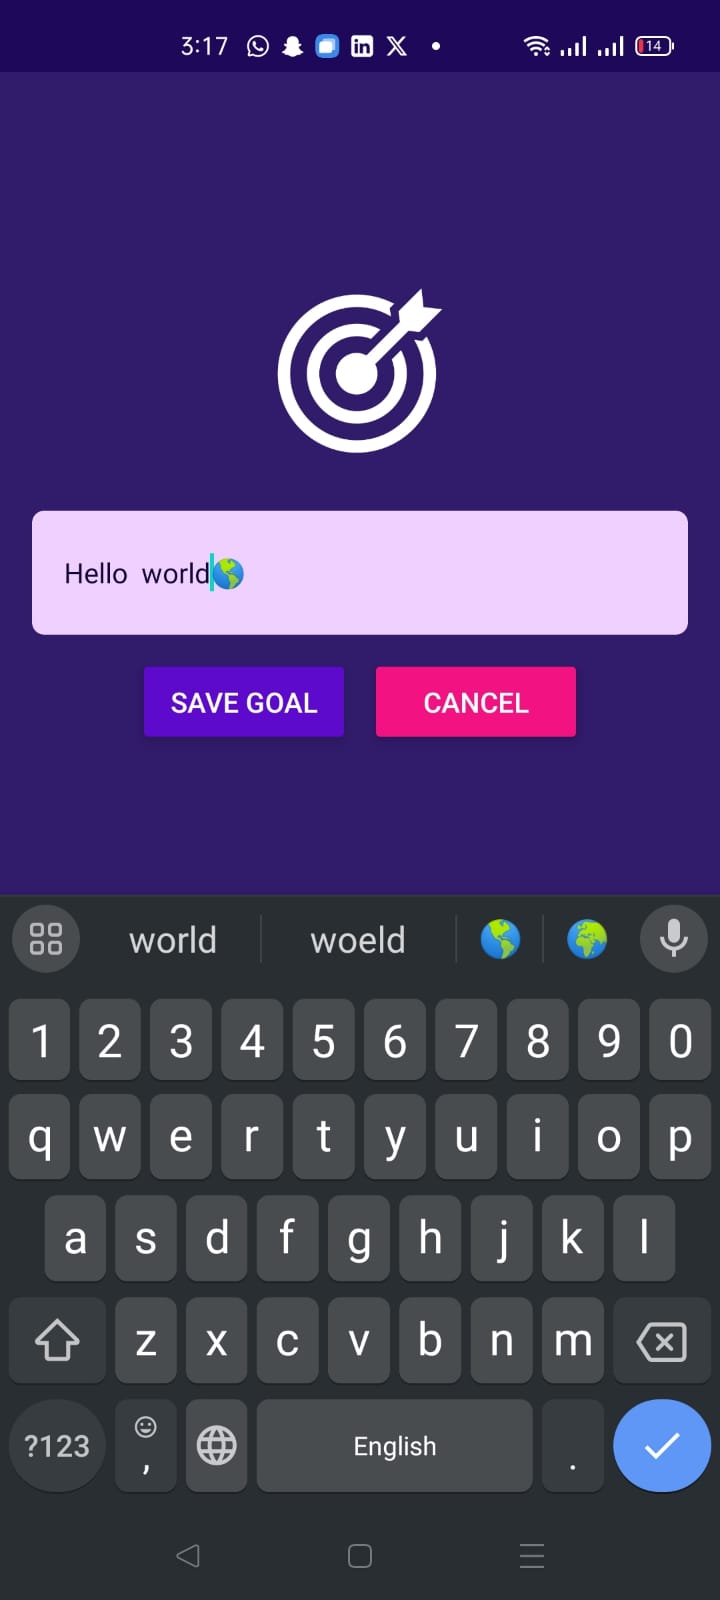 3:17 in X 14
Hello  world🌎
SAVE GOAL CANCEL
world woeld 🌎 🌍
1 2 3 4 5 6 7 8 9 0
q w e r t y u i o p
a s d f g h j k l
z x c v b n m
?123 , English .